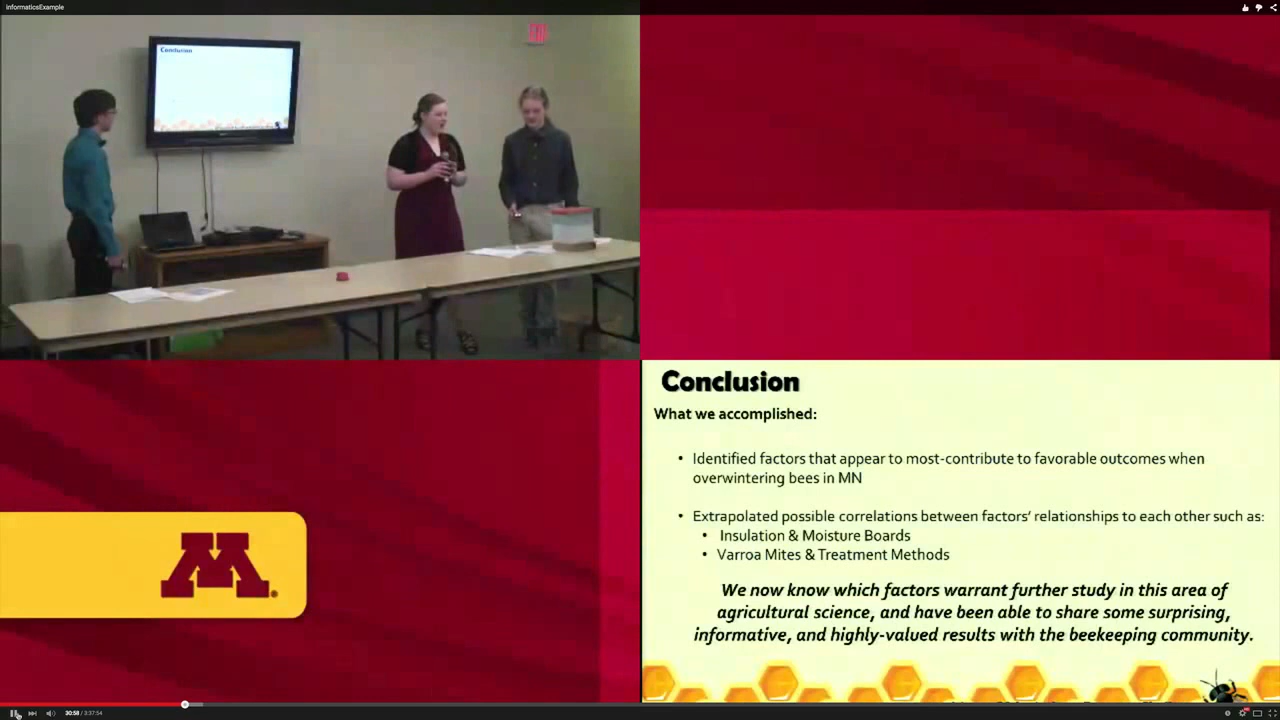 InformaticsExample
Conclusion
M
Conclusion
What we accomplished:
• Identified factors that appear to most-contribute to favorable outcomes when
overwintering bees in MN
• Extrapolated possible correlations between factors' relationships to each other such as:
• Insulation & Moisture Boards
• Varroa Mites & Treatment Methods
We now know which factors warrant further study in this area of
agricultural science, and have been able to share some surprising,
informative, and highly-valued results with the beekeeping community.
30:58 / 3:37:54